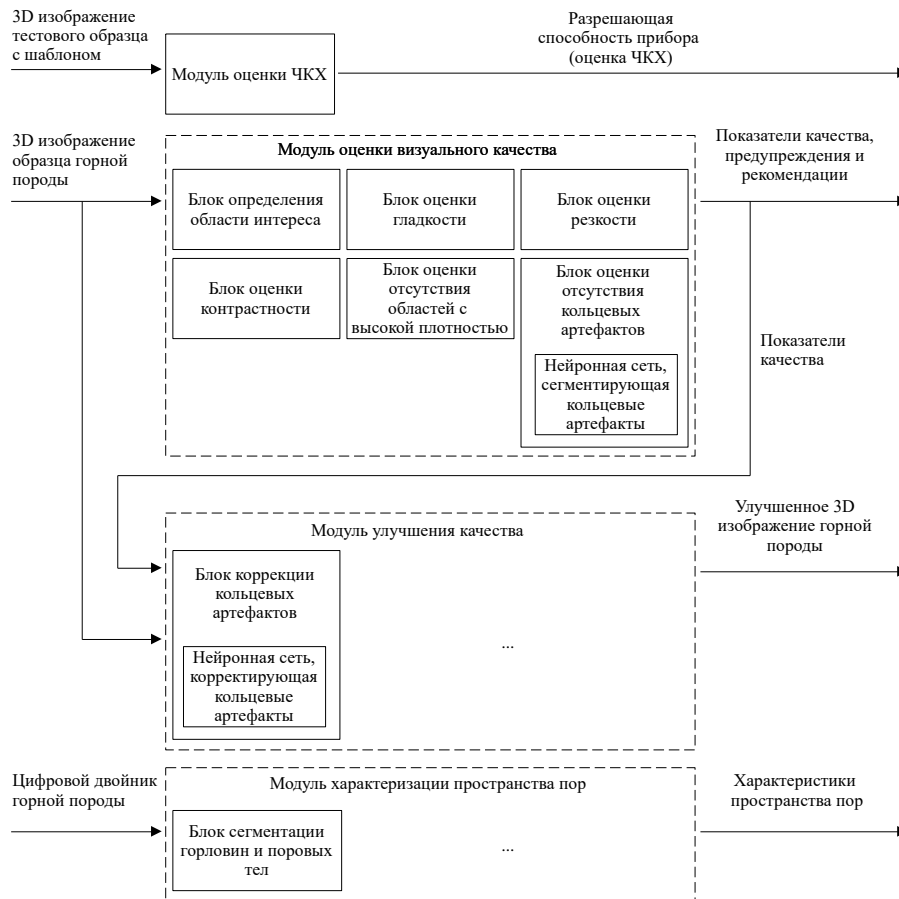 3D изображение
тестового образца
с шаблоном
Модуль оценки ЧКХ
Разрешающая
способность прибора
(оценка ЧКХ)
3D изображение
образца горной
породы
Модуль оценки визуального качества
Показатели качества,
предупреждения и
рекомендации
Блок определения
области интереса
Блок оценки
гладкости
Блок оценки
резкости
Блок оценки
контрастности
Блок оценки
отсутствия
областей с
высокой плотностью
Блок оценки
отсутствия
кольцевых
артефактов
Нейронная сеть,
сегментирующая
кольцевые
артефакты
Показатели
качества
Модуль улучшения качества
Улучшенное 3D
изображение горной
породы
Блок коррекции
кольцевых
артефактов
Нейронная сеть,
корректирующая
кольцевые
артефакты
...
Цифровой двойник
горной породы
Модуль характеризации пространства пор
Характеристики
пространства пор
Блок сегментации
горловин и поровых
тел
...